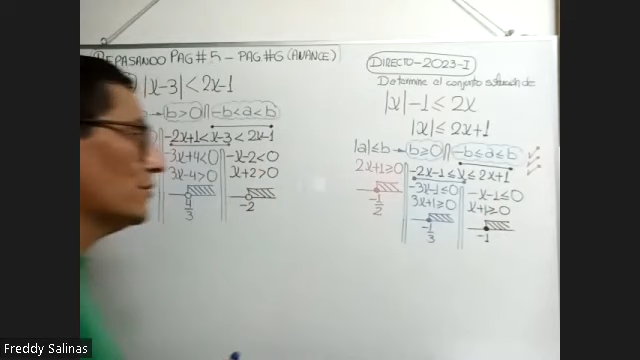 REPASANDO PAG#5 - PAG#6 (AVANCE)
|x-3| < 2x-1
b>0 ∩ -b<a<b
-2x+1 < x-3 < 2x-1
-3x+4<0
3x-4>0
4/3
-x-2<0
x+2>0
-2
DIRECTO-2023-I
Determine el conjunto solución de
|x|-1 ≤ 2x
|x| ≤ 2x+1
|a| ≤ b → b≥0 ∩ -b≤a≤b
2x+1≥0
-1/2
-2x-1 ≤ x ≤ 2x+1
-3x-1≤0
3x+1≥0
-1/3
-x-1≤0
x+1≥0
-1
Freddy Salinas